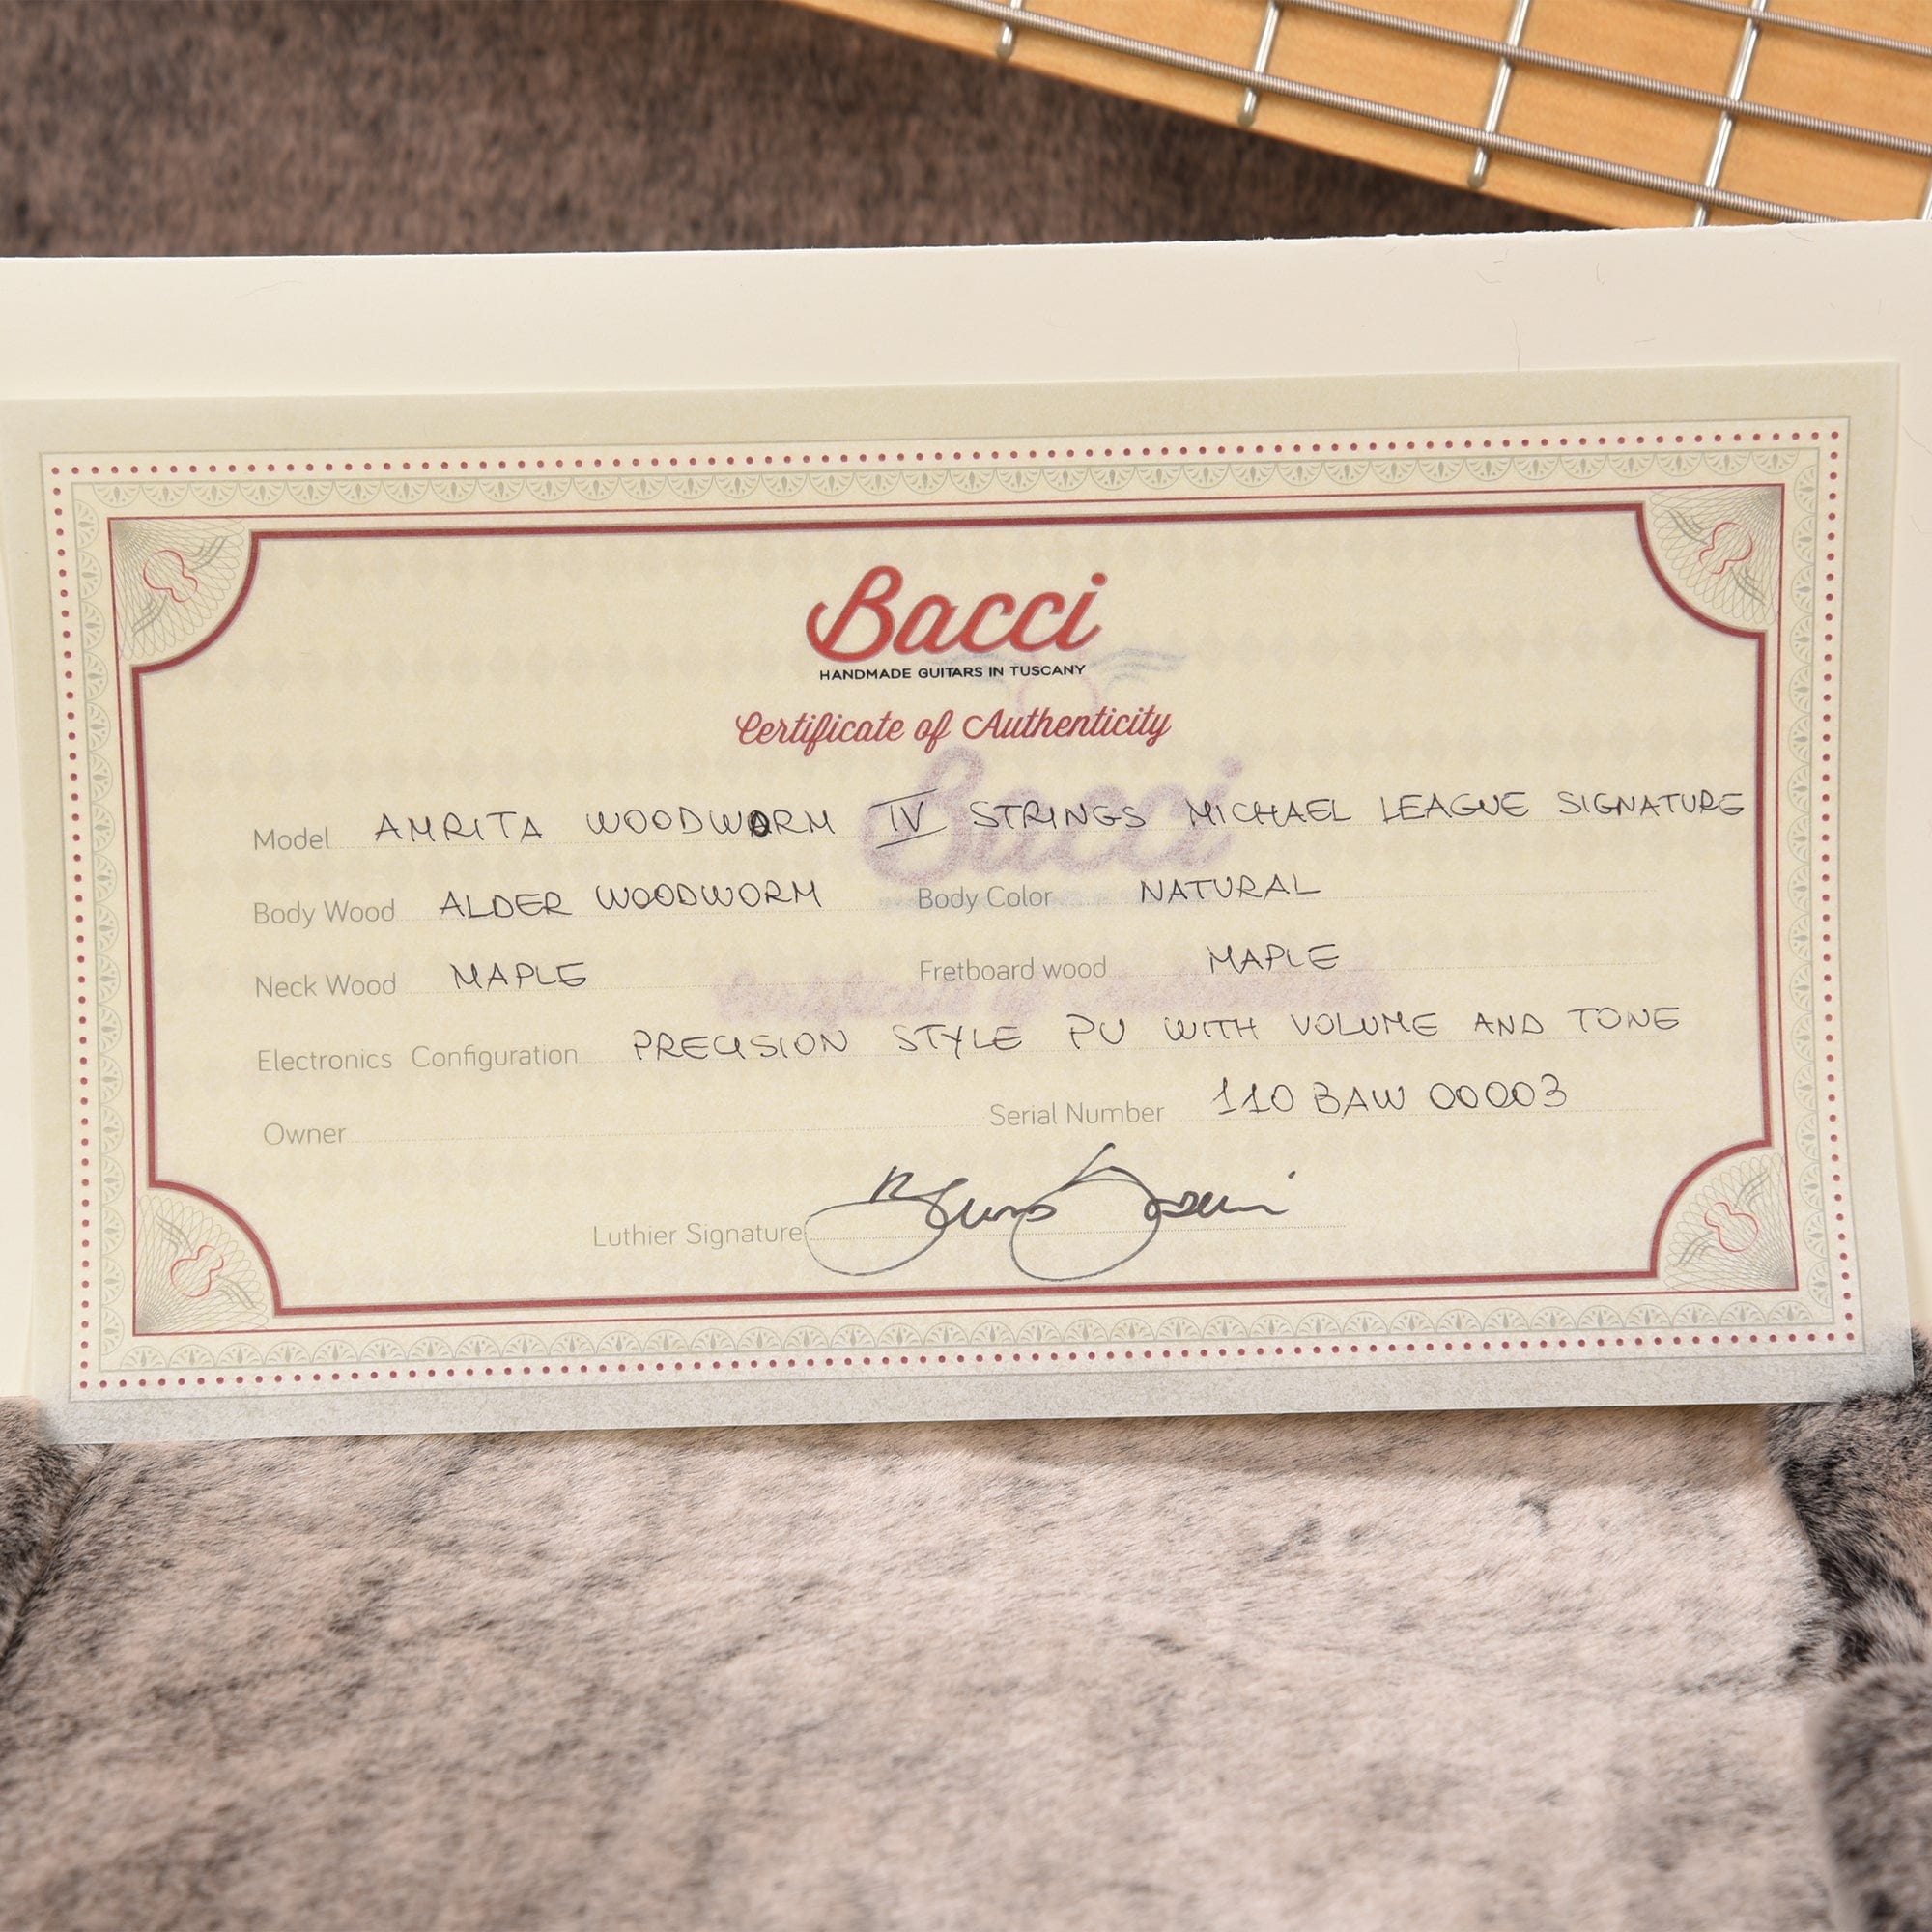 Bacci
HANDMADE GUITARS IN TUSCANY
Certificate of Authenticity
Model AMRITA WOODWORM IV STRINGS MICHAEL LEAGUE SIGNATURE
Body Wood ALDER WOODWORM Body Color NATURAL
Neck Wood MAPLE Fretboard wood MAPLE
Electronics Configuration PRECISION STYLE PU WITH VOLUME AND TONE
Owner Serial Number 110 BAW 00003
Luthier Signature